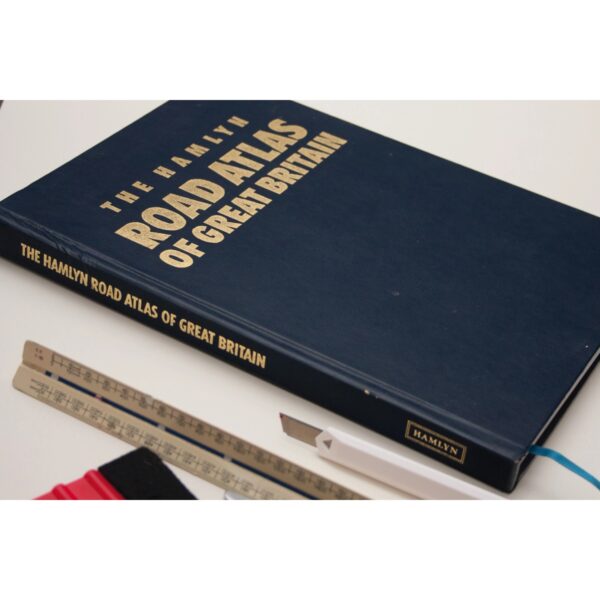 THE HAMLYN
ROAD ATLAS
OF GREAT BRITAIN
THE HAMLYN ROAD ATLAS OF GREAT BRITAIN
HAMLYN